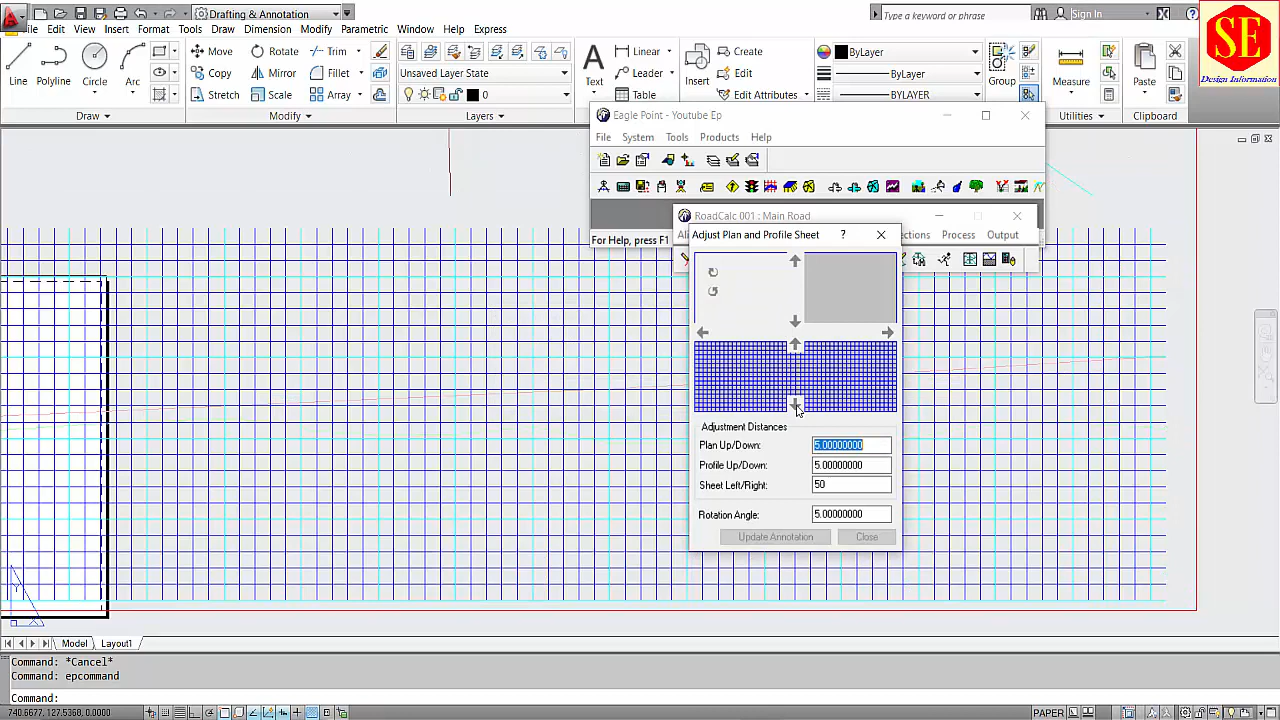 Drafting & Annotation
Type a keyword or phrase
Sign In
SE
Design Information
Edit View Insert Format Tools Draw Dimension Modify Parametric Window Help Express
Line Polyline Circle Arc
Move Rotate Trim
Copy Mirror Fillet
Stretch Scale Array
Draw Modify
Unsaved Layer State
0
Layers
A
Text
Linear
Leader
Table
Insert
Create
Edit
Edit Attributes
ByLayer
ByLayer
BYLAYER
Group
Measure
Utilities
Paste
Clipboard
Eagle Point - Youtube Ep
File System Tools Products Help
RoadCalc 001 : Main Road
For Help, press F1
Process Output
Adjust Plan and Profile Sheet
?
Adjustment Distances
Plan Up/Down: 5.00000000
Profile Up/Down: 5.00000000
Sheet Left/Right: 50
Rotation Angle: 5.00000000
Update Annotation Close
Model Layout1
Command: *Cancel*
Command: epcommand
Command:
740.6677, 127.5368, 0.0000
PAPER